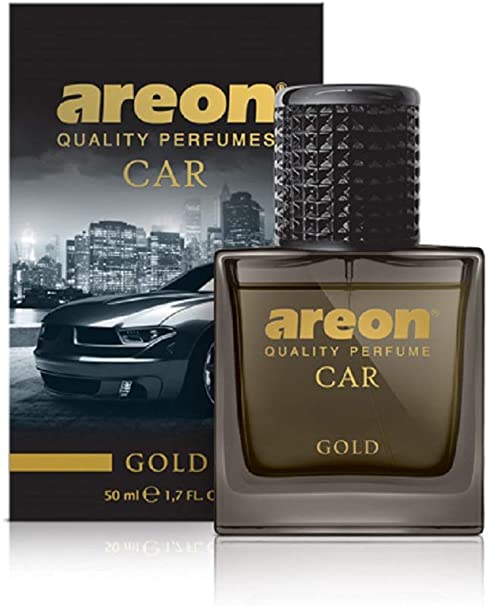 areon®
QUALITY PERFUMES
CAR
GOLD
50 ml ℮ 1,7 FL.
areon®
QUALITY PERFUME
CAR
GOLD